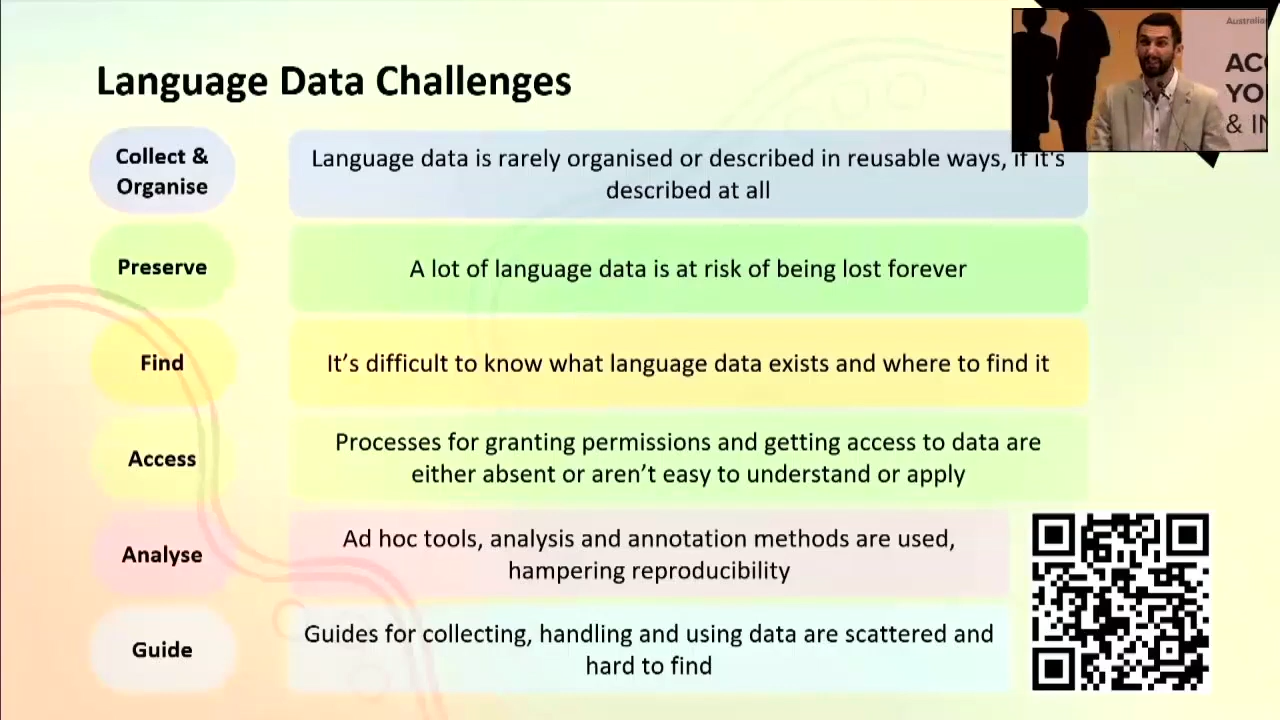 Language Data Challenges
Collect &
Organise
Language data is rarely organised or described in reusable ways, if it's
described at all
Preserve
A lot of language data is at risk of being lost forever
Find
It’s difficult to know what language data exists and where to find it
Access
Processes for granting permissions and getting access to data are
either absent or aren’t easy to understand or apply
Analyse
Ad hoc tools, analysis and annotation methods are used,
hampering reproducibility
Guide
Guides for collecting, handling and using data are scattered and
hard to find
&